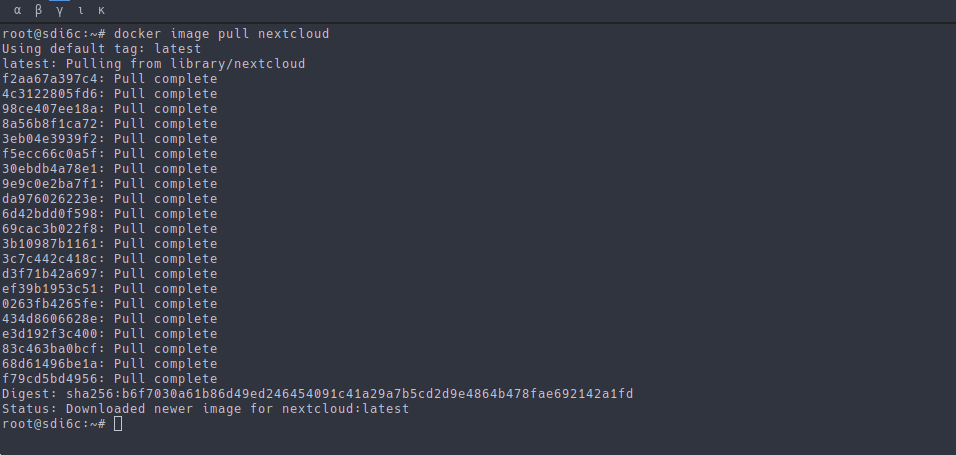 α β γ ι κ
root@sdi6c:~# docker image pull nextcloud
Using default tag: latest
latest: Pulling from library/nextcloud
f2aa67a397c4: Pull complete
4c3122805fd6: Pull complete
98ce407ee18a: Pull complete
8a56b8f1ca72: Pull complete
3eb04e3939f2: Pull complete
f5ecc66c0a5f: Pull complete
30ebdb4a78e1: Pull complete
9e9c0e2ba7f1: Pull complete
da976026223e: Pull complete
6d42bdd0f598: Pull complete
69cac3b022f8: Pull complete
3b10987b1161: Pull complete
3c7c442c418c: Pull complete
d3f71b42a697: Pull complete
ef39b1953c51: Pull complete
0263fb4265fe: Pull complete
434d8606628e: Pull complete
e3d192f3c400: Pull complete
83c463ba0bcf: Pull complete
68d61496be1a: Pull complete
f79cd5bd4956: Pull complete
Digest: sha256:b6f7030a61b86d49ed246454091c41a29a7b5cd2d9e4864b478fae692142a1fd
Status: Downloaded newer image for nextcloud:latest
root@sdi6c:~#